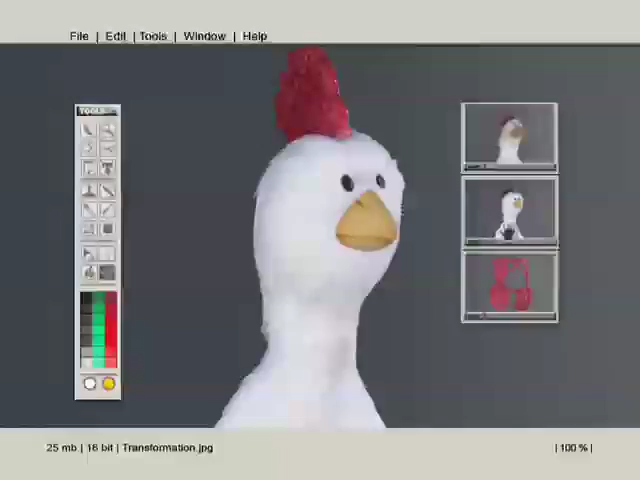 File | Edit | Tools | Window | Help
TOOLS
25 mb | 16 bit | Transformation.jpg
| 100 % |